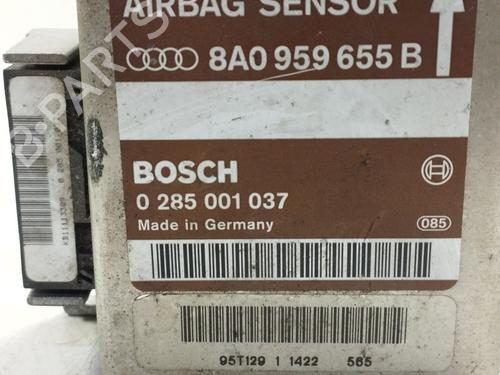 AIRBAG SENSOR
8A0 959 655 B
BOSCH
0 285 001 037
Made in Germany
085
95T129 1 1422 565
B-PARTS